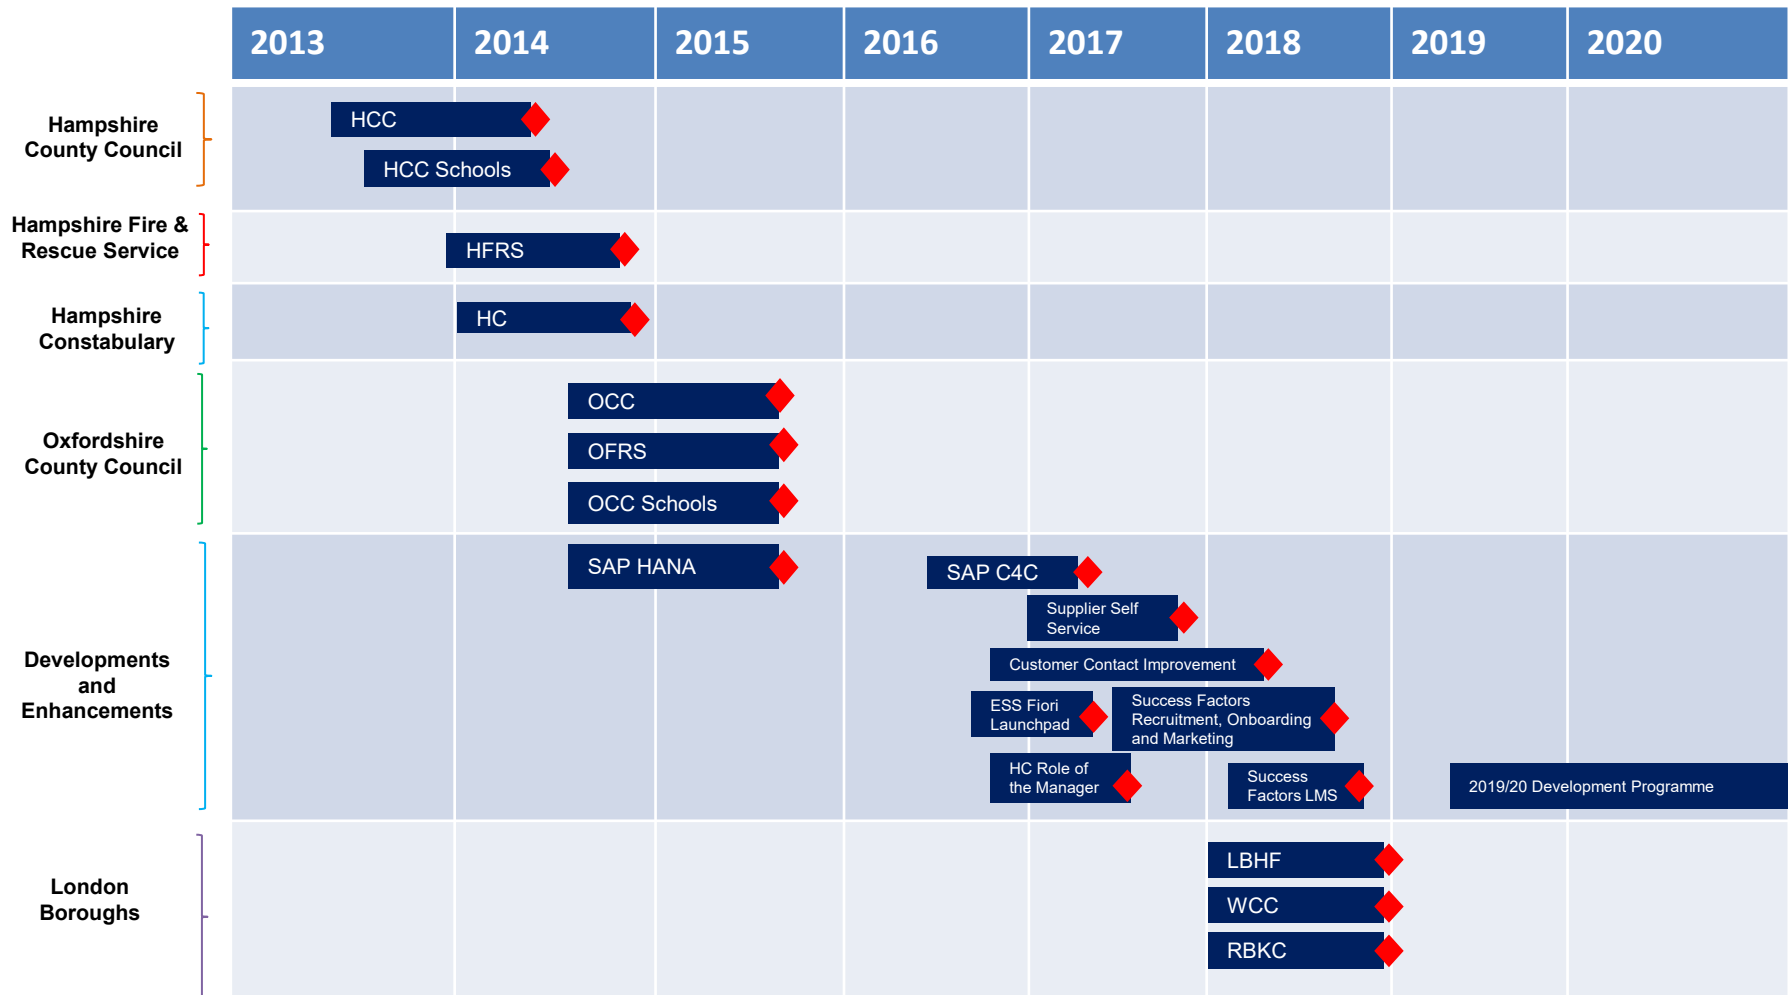 2013 2014 2015 2016 2017 2018 2019 2020
Hampshire
County Council
HCC
HCC Schools
Hampshire Fire &
Rescue Service
HFRS
Hampshire
Constabulary
HC
Oxfordshire
County Council
OCC
OFRS
OCC Schools
Developments
and
Enhancements
SAP HANA
SAP C4C
Supplier Self
Service
Customer Contact Improvement
ESS Fiori
Launchpad
Success Factors
Recruitment, Onboarding
and Marketing
HC Role of
the Manager
Success
Factors LMS
2019/20 Development Programme
London
Boroughs
LBHF
WCC
RBKC